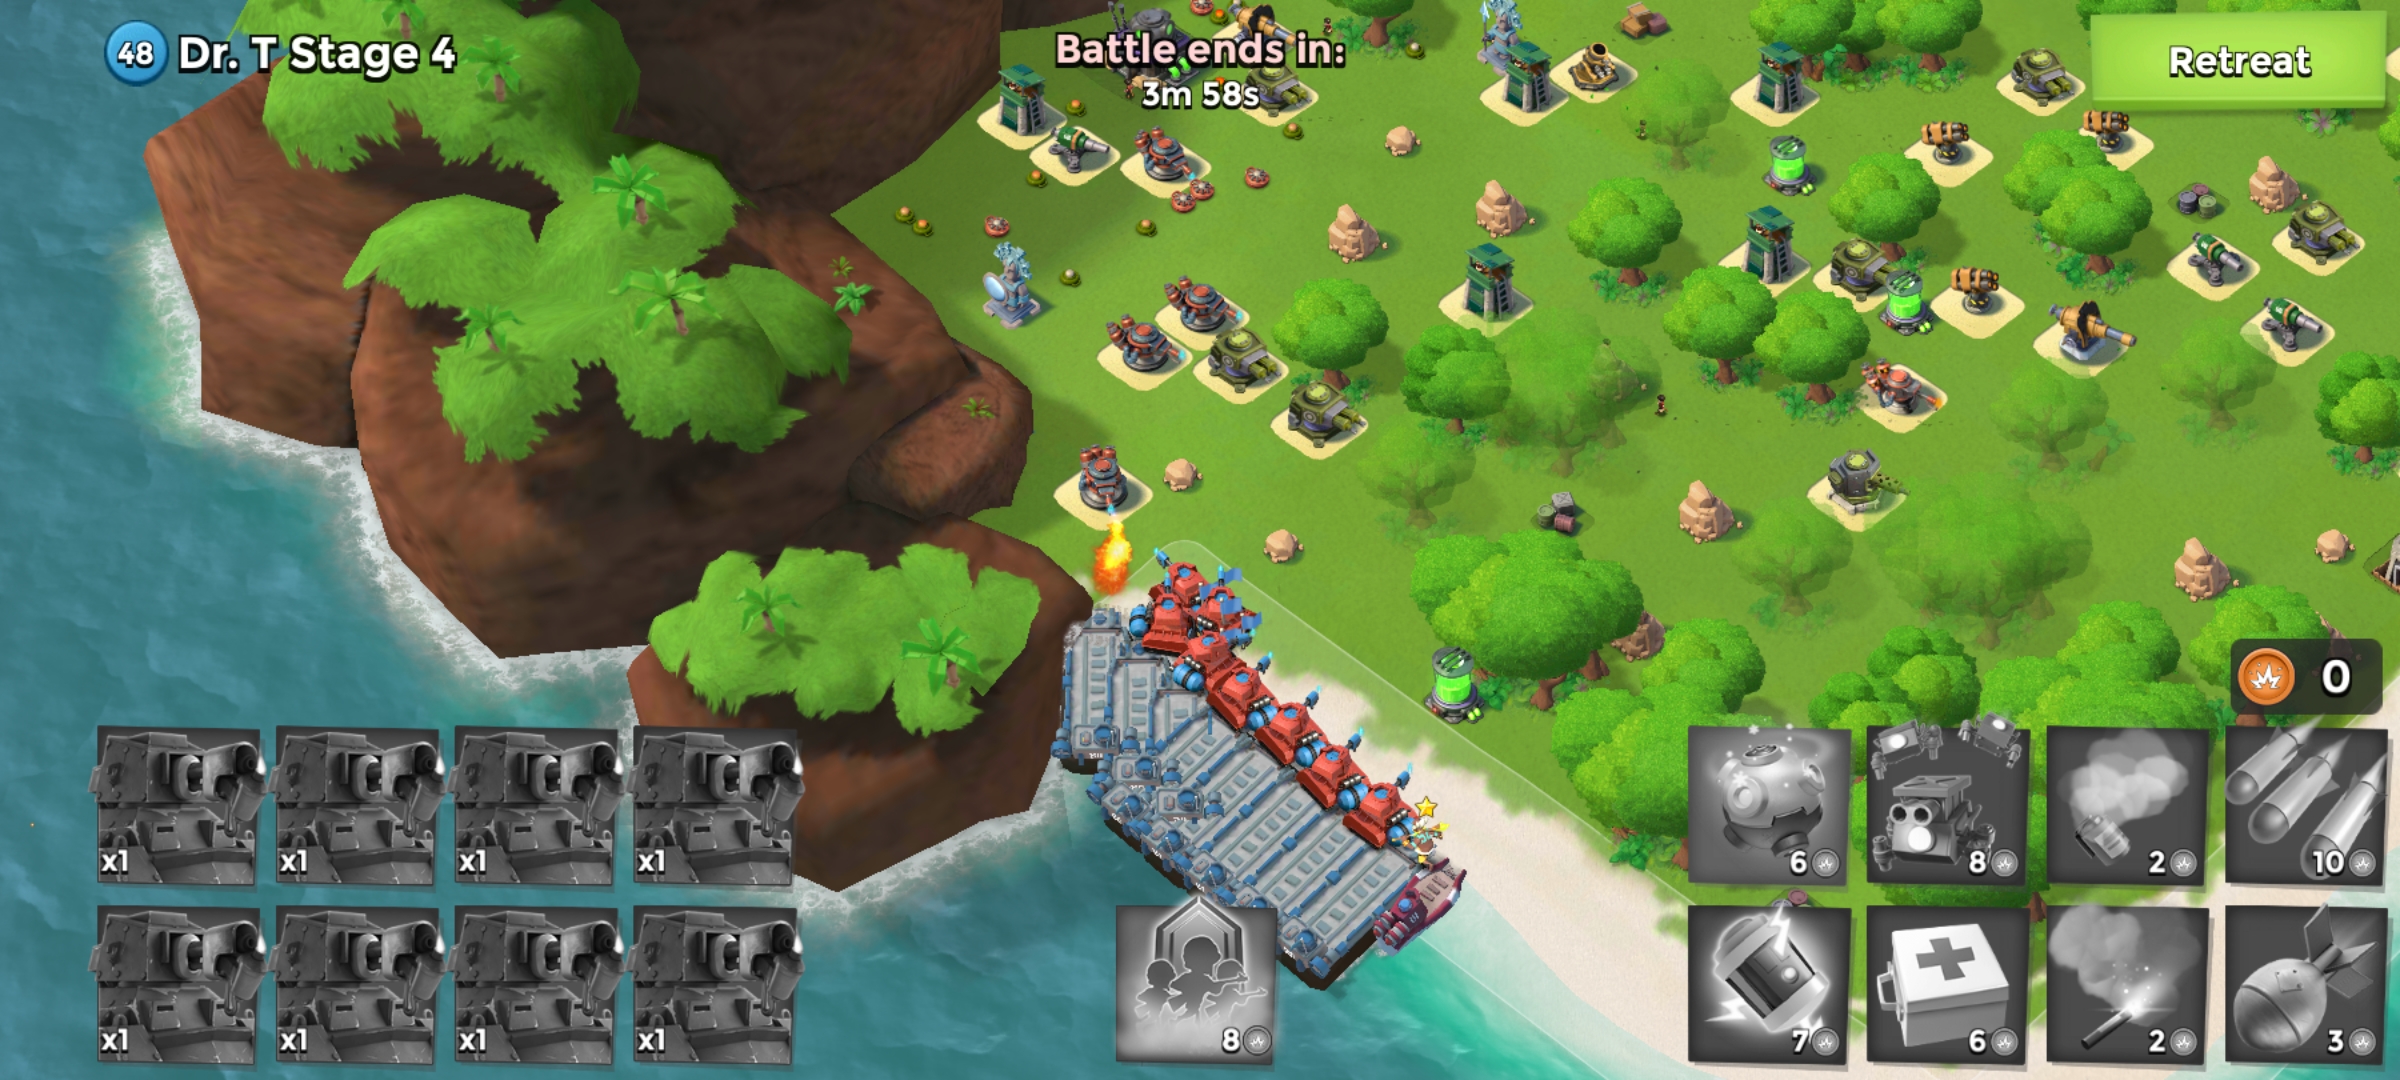 48 Dr. T Stage 4
Battle ends in:
3m 58s
Retreat
0
x1 x1 x1 x1
6 8 2 10
x1 x1 x1 x1
8
7 6 2 3